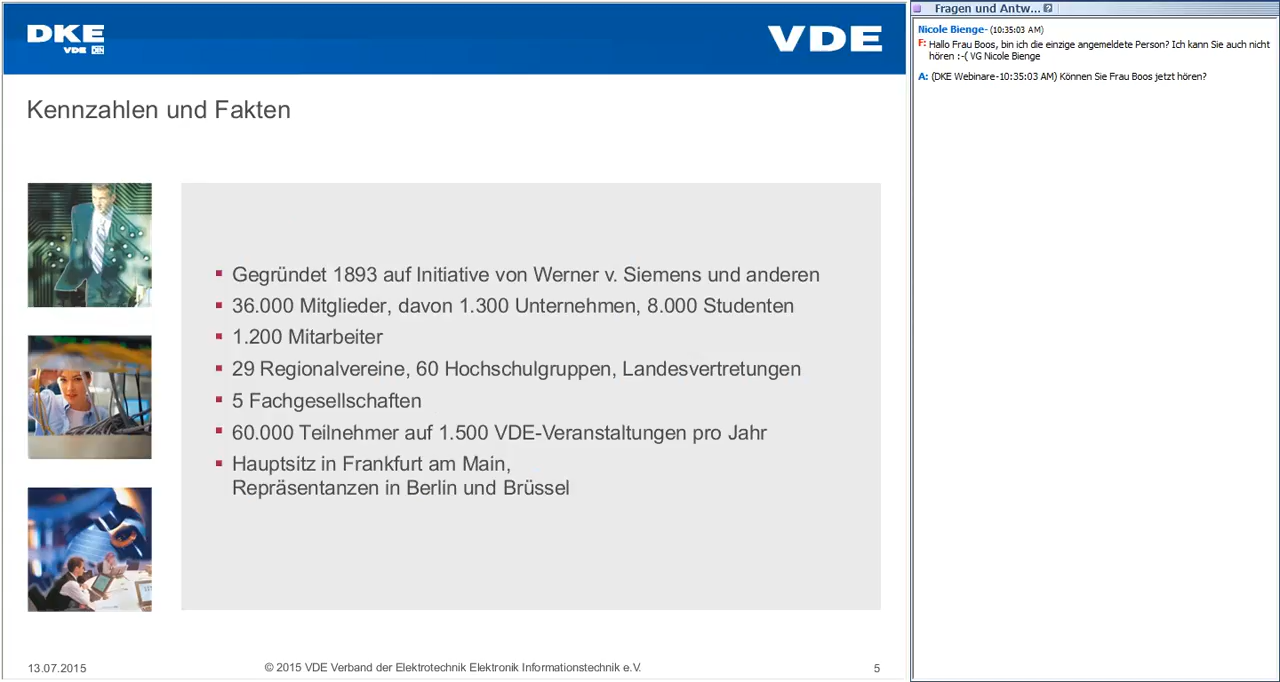 DKE
VDE DIN
VDE
Kennzahlen und Fakten
Gegründet 1893 auf Initiative von Werner v. Siemens und anderen
36.000 Mitglieder, davon 1.300 Unternehmen, 8.000 Studenten
1.200 Mitarbeiter
29 Regionalvereine, 60 Hochschulgruppen, Landesvertretungen
5 Fachgesellschaften
60.000 Teilnehmer auf 1.500 VDE-Veranstaltungen pro Jahr
Hauptsitz in Frankfurt am Main,
Repräsentanzen in Berlin und Brüssel
13.07.2015
© 2015 VDE Verband der Elektrotechnik Elektronik Informationstechnik e.V.
5
Fragen und Antw... ?
Nicole Bienge- (10:35:03 AM)
F: Hallo Frau Boos, bin ich die einzige angemeldete Person? Ich kann Sie auch nicht
hören :-( VG Nicole Bienge
A: (DKE Webinare-10:35:03 AM) Können Sie Frau Boos jetzt hören?